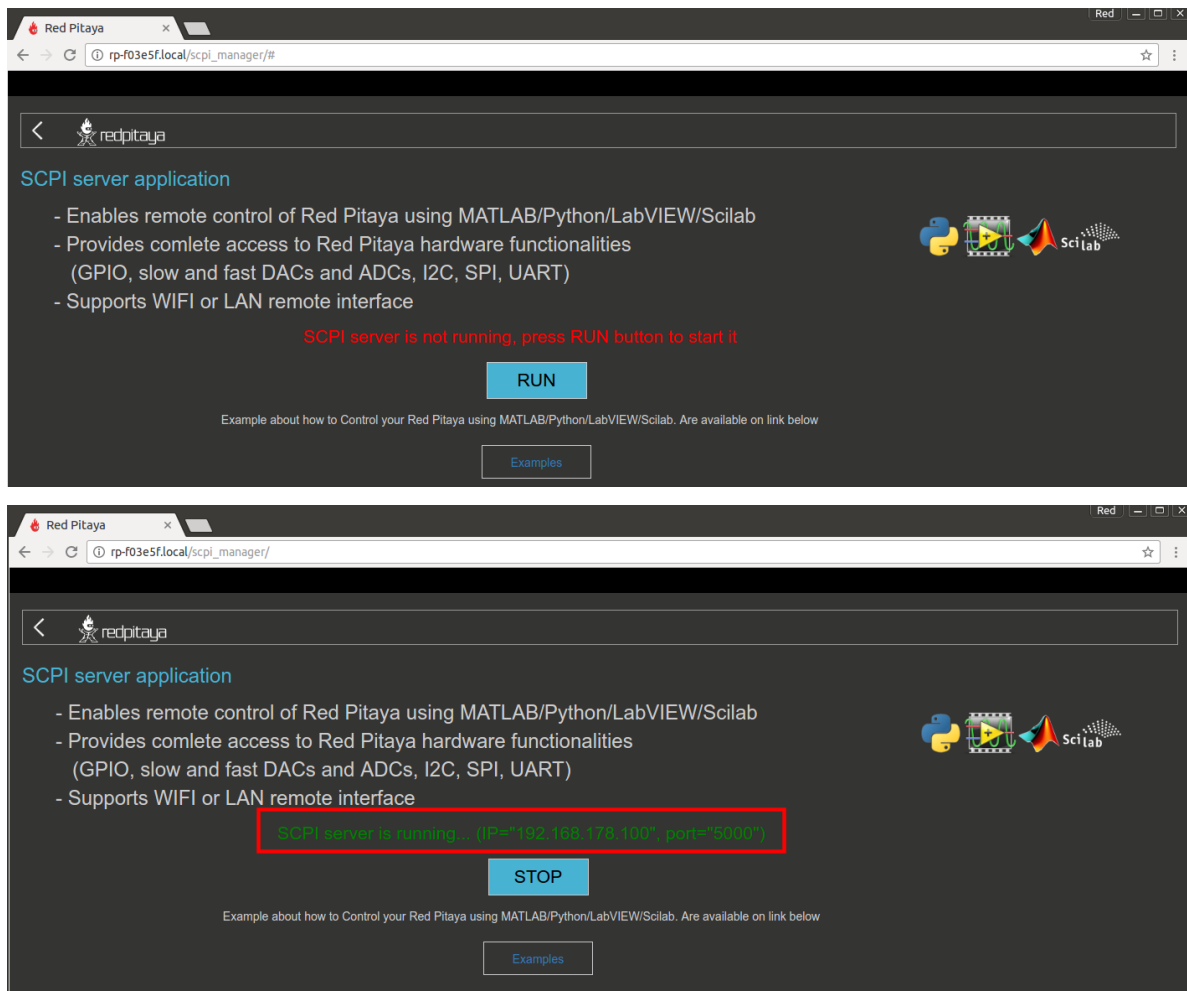 Red Pitaya
Red
rp-f03e5f.local/scpi_manager/#
redpitaya
SCPI server application
- Enables remote control of Red Pitaya using MATLAB/Python/LabVIEW/Scilab
- Provides comlete access to Red Pitaya hardware functionalities
(GPIO, slow and fast DACs and ADCs, I2C, SPI, UART)
- Supports WIFI or LAN remote interface
Scilab
SCPI server is not running, press RUN button to start it
RUN
Example about how to Control your Red Pitaya using MATLAB/Python/LabVIEW/Scilab. Are available on link below
Examples
Red Pitaya
Red
rp-f03e5f.local/scpi_manager/
redpitaya
SCPI server application
- Enables remote control of Red Pitaya using MATLAB/Python/LabVIEW/Scilab
- Provides comlete access to Red Pitaya hardware functionalities
(GPIO, slow and fast DACs and ADCs, I2C, SPI, UART)
- Supports WIFI or LAN remote interface
Scilab
SCPI server is running... (IP="192.168.178.100", port="5000")
STOP
Example about how to Control your Red Pitaya using MATLAB/Python/LabVIEW/Scilab. Are available on link below
Examples